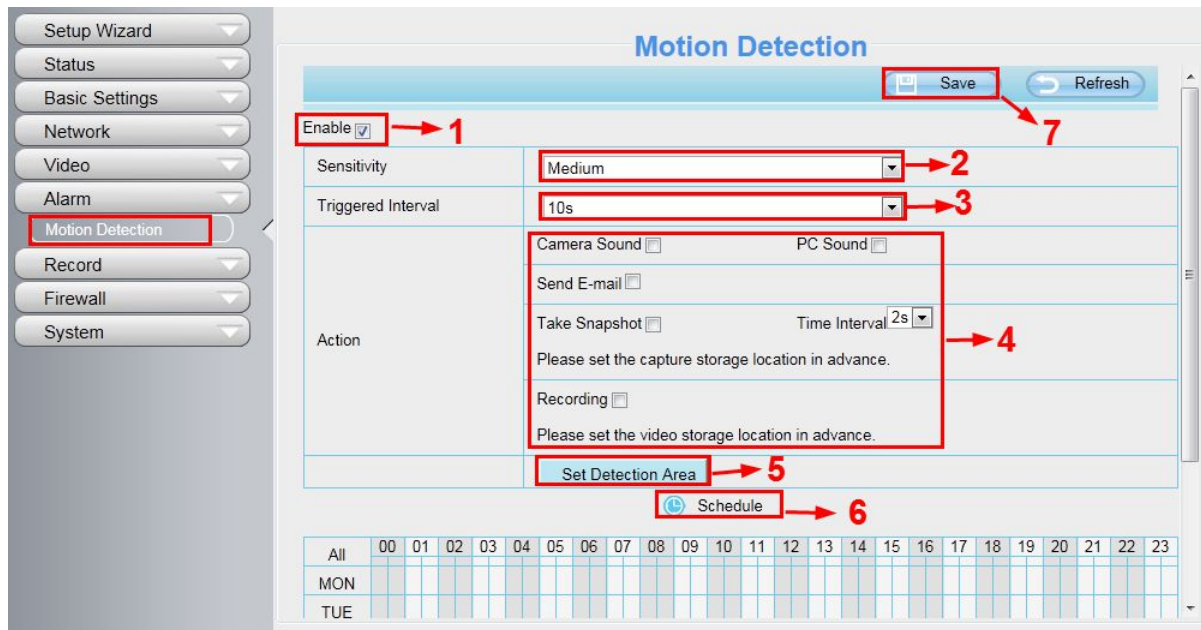 Setup Wizard
Status
Basic Settings
Network
Video
Alarm
Motion Detection
Record
Firewall
System
Motion Detection
Save
Refresh
7
Enable
1
Sensitivity
Medium
2
Triggered Interval
10s
3
Action
Camera Sound
PC Sound
Send E-mail
Take Snapshot
Time Interval 2s
Please set the capture storage location in advance.
4
Recording
Please set the video storage location in advance.
Set Detection Area
5
Schedule
6
All 00 01 02 03 04 05 06 07 08 09 10 11 12 13 14 15 16 17 18 19 20 21 22 23
MON
TUE